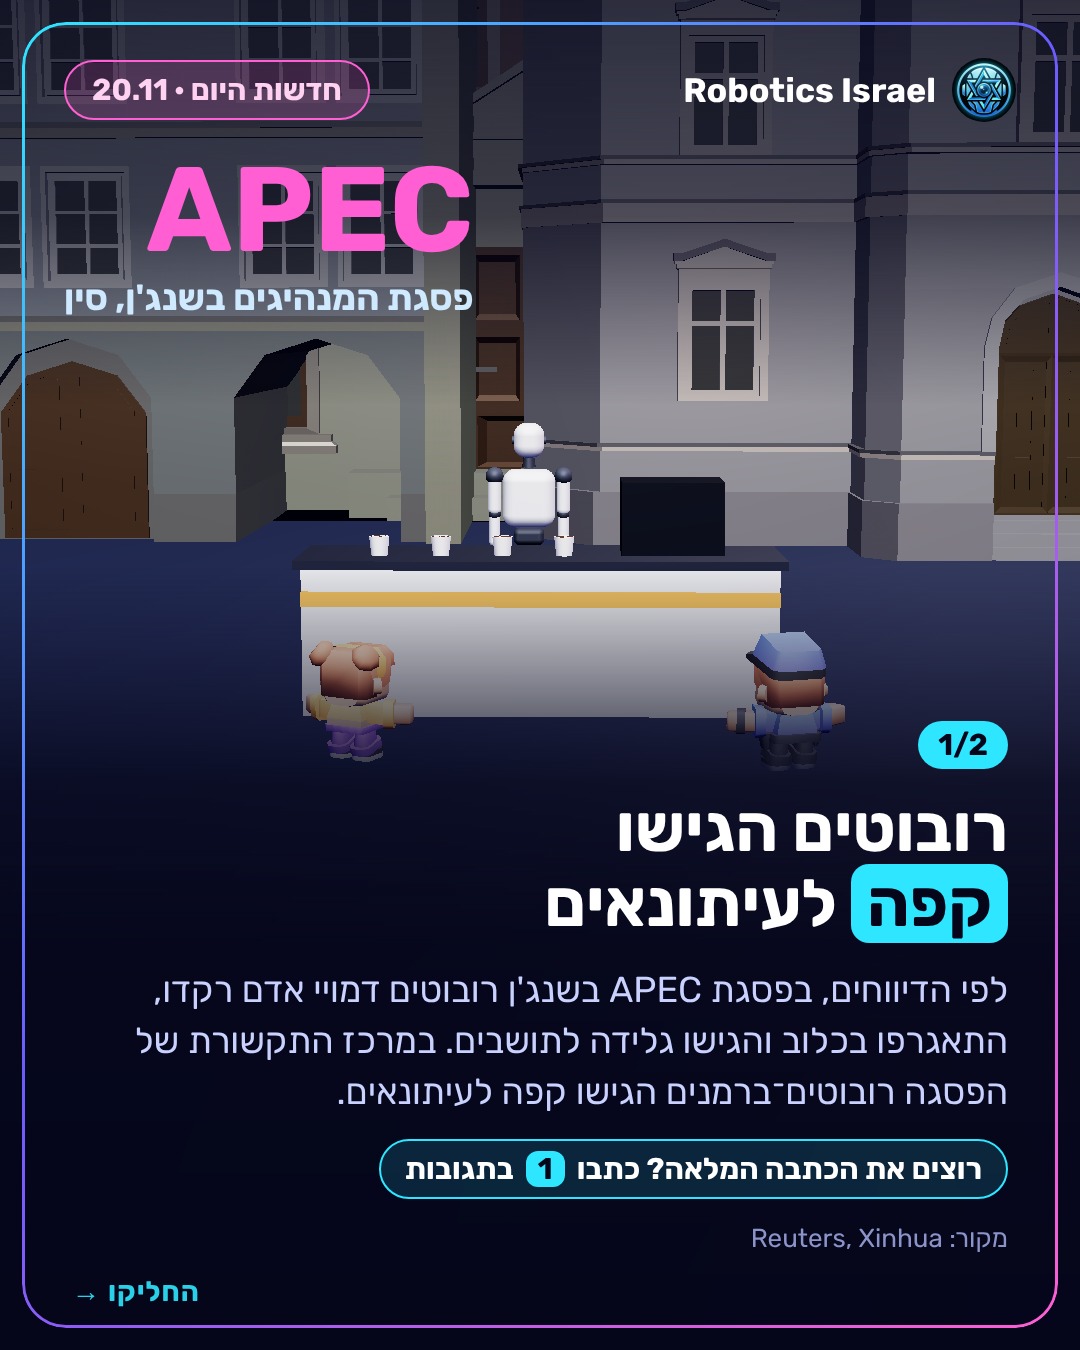 Robotics Israel
חדשות היום • 20.11
APEC
פסגת המנהיגים בשנג'ן, סין
1/2
רובוטים הגישו
קפה לעיתונאים
לפי הדיווחים, בפסגת APEC בשנג'ן רובוטים דמויי אדם רקדו,
התאגרפו בכלוב והגישו גלידה לתושבים. במרכז התקשורת של
הפסגה רובוטים־ברמנים הגישו קפה לעיתונאים.
רוצים את הכתבה המלאה? כתבו 1 בתגובות
מקור: Reuters, Xinhua
החליקו →